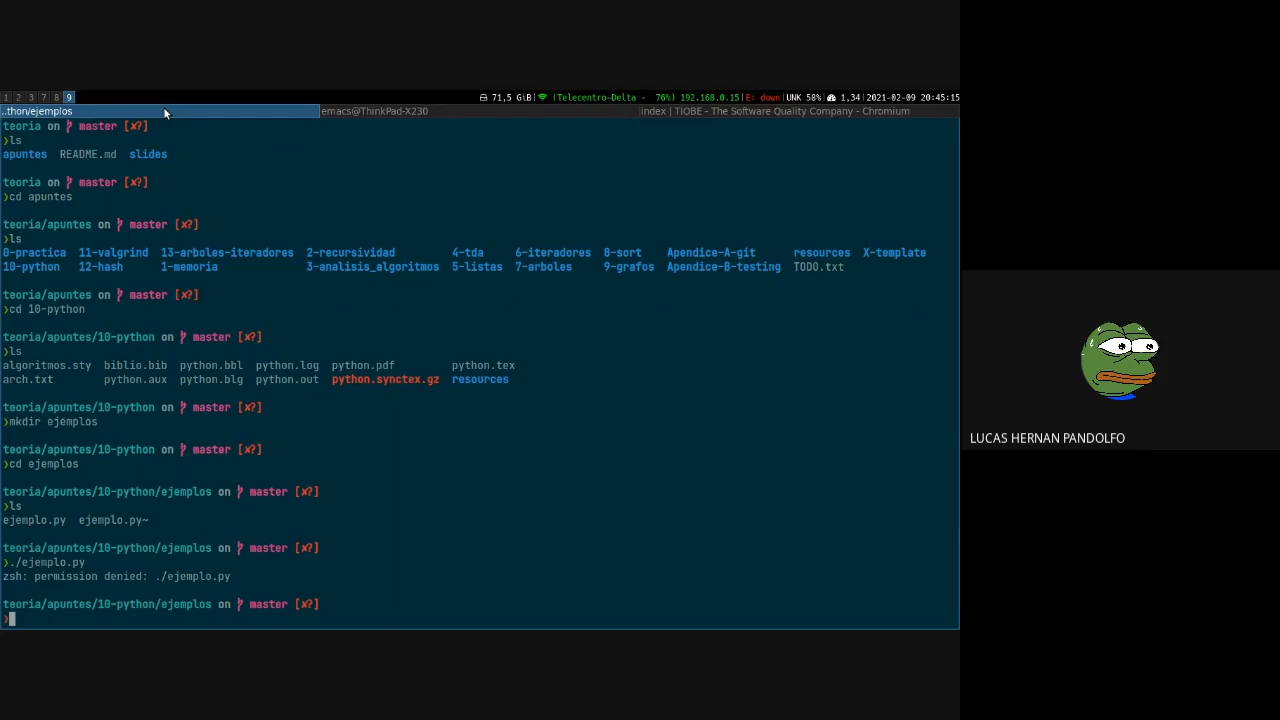 1 2 3 7 8 9
71,5 GiB (Telecentro-Delta - 76%) 192.168.0.15 E: down UNK 58% 1,34 2021-02-09 20:45:15
..thon/ejemplos emacs@ThinkPad-X230 index | TIOBE - The Software Quality Company - Chromium
teoria on master [✘?]
❯ls
apuntes README.md slides
teoria on master [✘?]
❯cd apuntes
teoria/apuntes on master [✘?]
❯ls
0-practica 11-valgrind 13-arboles-iteradores 2-recursividad 4-tda 6-iteradores 8-sort Apendice-A-git resources X-template
10-python 12-hash 1-memoria 3-analisis_algoritmos 5-listas 7-arboles 9-grafos Apendice-B-testing TODO.txt
teoria/apuntes on master [✘?]
❯cd 10-python
teoria/apuntes/10-python on master [✘?]
❯ls
algoritmos.sty biblio.bib python.bbl python.log python.pdf python.tex
arch.txt python.aux python.blg python.out python.synctex.gz resources
teoria/apuntes/10-python on master [✘?]
❯mkdir ejemplos
teoria/apuntes/10-python on master [✘?]
❯cd ejemplos
teoria/apuntes/10-python/ejemplos on master [✘?]
❯ls
ejemplo.py ejemplo.py~
teoria/apuntes/10-python/ejemplos on master [✘?]
❯./ejemplo.py
zsh: permission denied: ./ejemplo.py
teoria/apuntes/10-python/ejemplos on master [✘?]
❯
LUCAS HERNAN PANDOLFO